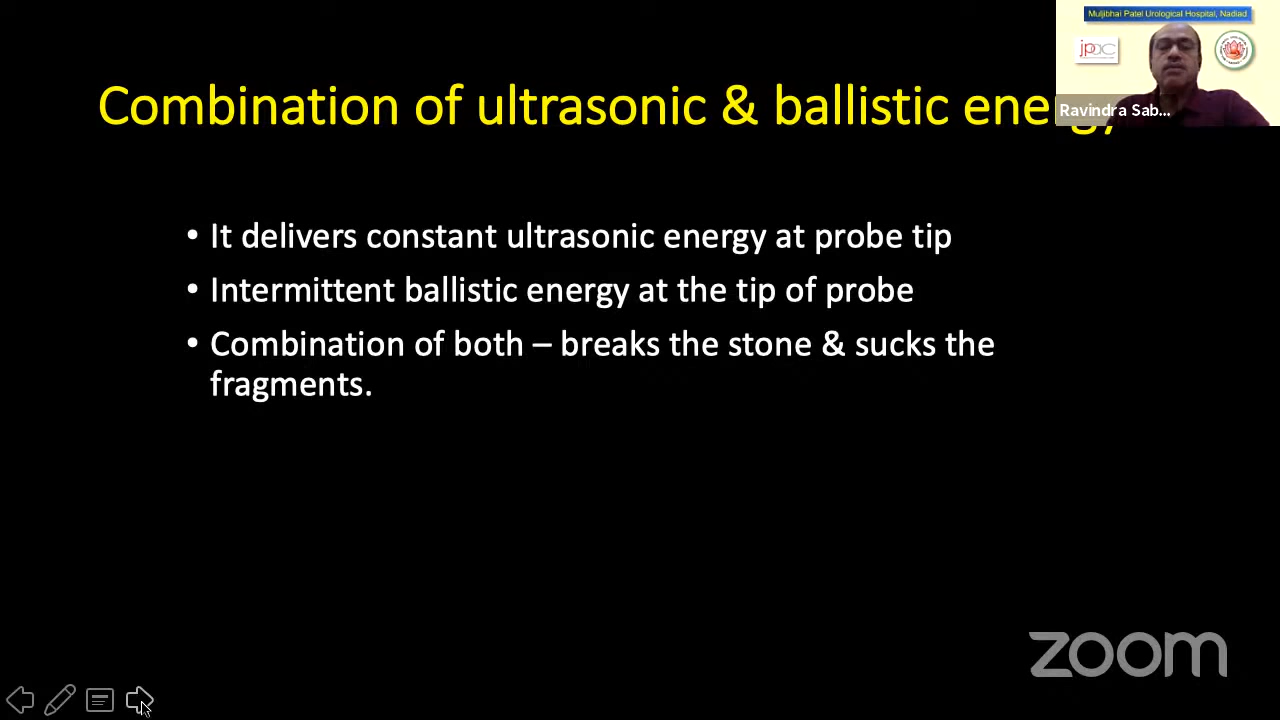 Muljibhai Patel Urological Hospital, Nadiad
Combination of ultrasonic & ballistic energy
Ravindra Sab...
• It delivers constant ultrasonic energy at probe tip
• Intermittent ballistic energy at the tip of probe
• Combination of both – breaks the stone & sucks the
fragments.
zoom